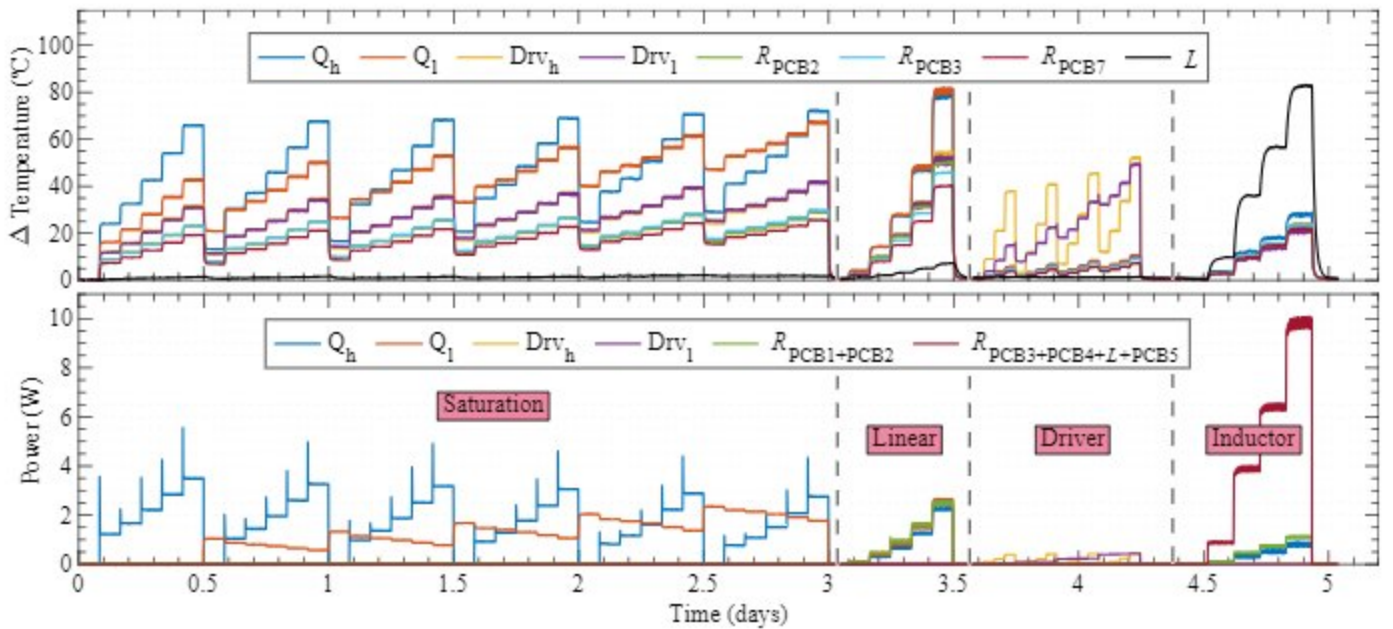 100
80
60
40
20
0
Δ Temperature (°C)
Q_h Q_l Drv_h Drv_l R_PCB2 R_PCB3 R_PCB7 L
10
8
6
4
2
0
Power (W)
Q_h Q_l Drv_h Drv_l R_PCB1+PCB2 R_PCB3+PCB4+L+PCB5
Saturation
Linear Driver Inductor
0 0.5 1 1.5 2 2.5 3 3.5 4 4.5 5
Time (days)